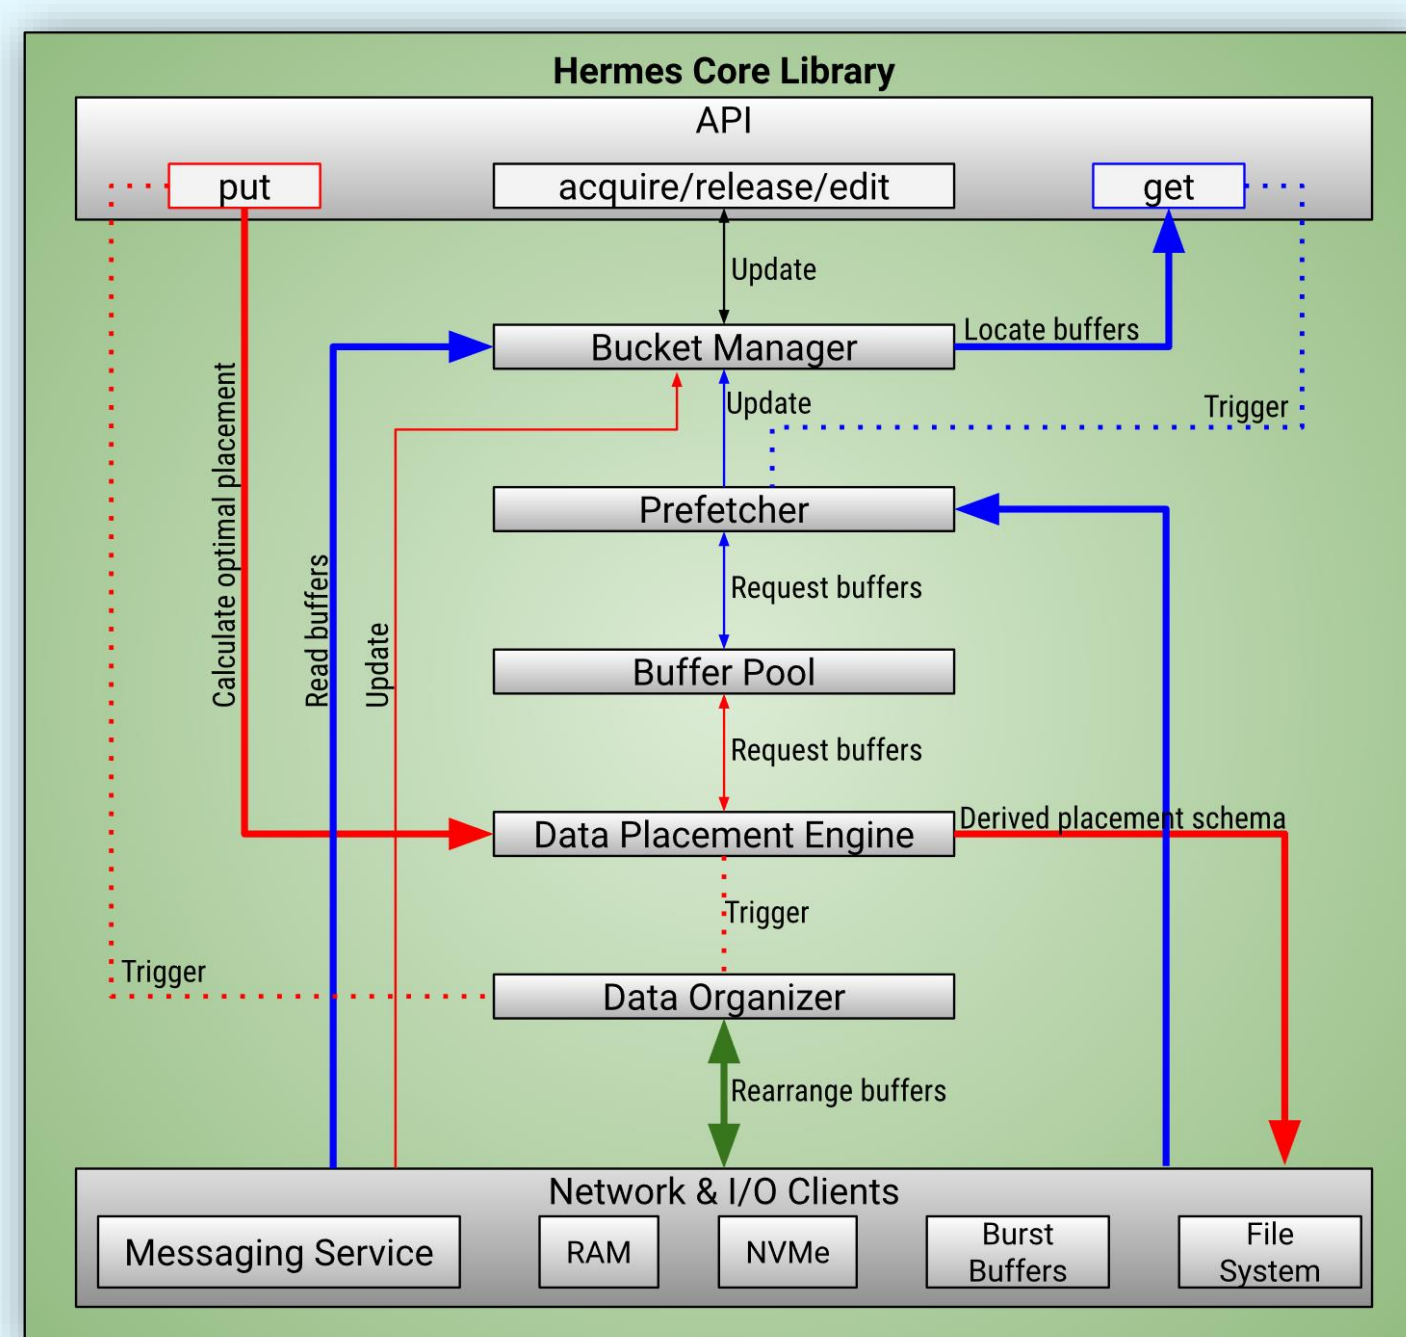 Hermes Core Library
API
put
acquire/release/edit
get
Update
Bucket Manager
Locate buffers
Update
Trigger
Calculate optimal placement
Read buffers
Update
Prefetcher
Request buffers
Buffer Pool
Request buffers
Data Placement Engine
Derived placement schema
Trigger
Trigger
Data Organizer
Rearrange buffers
Network & I/O Clients
Messaging Service
RAM
NVMe
Burst
Buffers
File
System